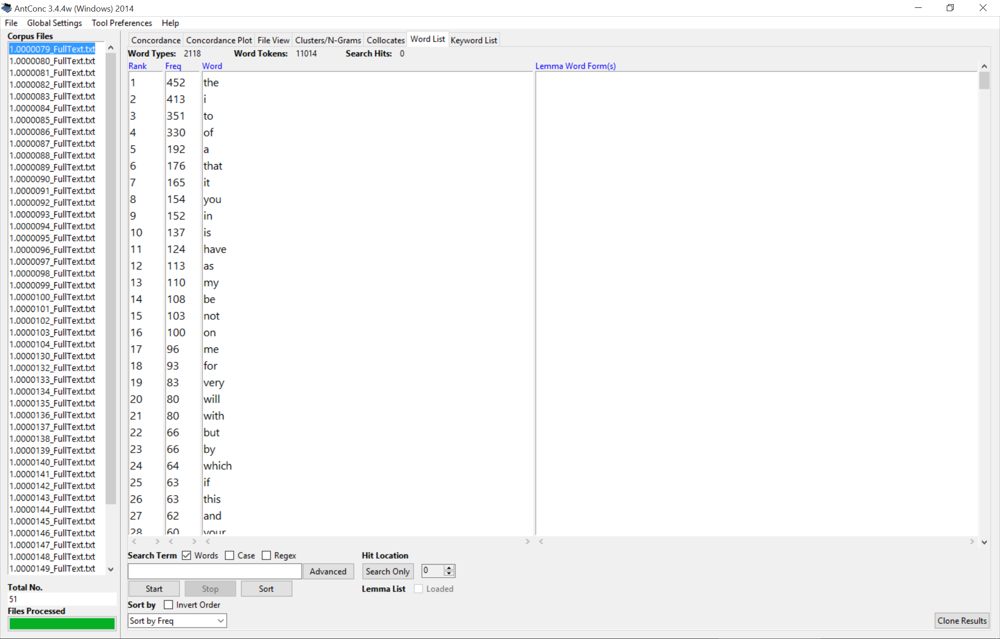 AntConc 3.4.4w (Windows) 2014
File Global Settings Tool Preferences Help
Corpus Files
1.0000079_FullText.txt
1.0000080_FullText.txt
1.0000081_FullText.txt
1.0000082_FullText.txt
1.0000083_FullText.txt
1.0000084_FullText.txt
1.0000085_FullText.txt
1.0000086_FullText.txt
1.0000087_FullText.txt
1.0000088_FullText.txt
1.0000089_FullText.txt
1.0000090_FullText.txt
1.0000091_FullText.txt
1.0000092_FullText.txt
1.0000093_FullText.txt
1.0000094_FullText.txt
1.0000095_FullText.txt
1.0000096_FullText.txt
1.0000097_FullText.txt
1.0000098_FullText.txt
1.0000099_FullText.txt
1.0000100_FullText.txt
1.0000101_FullText.txt
1.0000102_FullText.txt
1.0000103_FullText.txt
1.0000104_FullText.txt
1.0000130_FullText.txt
1.0000132_FullText.txt
1.0000133_FullText.txt
1.0000134_FullText.txt
1.0000135_FullText.txt
1.0000136_FullText.txt
1.0000137_FullText.txt
1.0000138_FullText.txt
1.0000139_FullText.txt
1.0000140_FullText.txt
1.0000141_FullText.txt
1.0000142_FullText.txt
1.0000143_FullText.txt
1.0000144_FullText.txt
1.0000145_FullText.txt
1.0000146_FullText.txt
1.0000147_FullText.txt
1.0000148_FullText.txt
1.0000149_FullText.txt
Total No.
51
Files Processed
Concordance Concordance Plot File View Clusters/N-Grams Collocates Word List Keyword List
Word Types: 2118 Word Tokens: 11014 Search Hits: 0
Rank Freq Word Lemma Word Form(s)
1 452 the
2 413 i
3 351 to
4 330 of
5 192 a
6 176 that
7 165 it
8 154 you
9 152 in
10 137 is
11 124 have
12 113 as
13 110 my
14 108 be
15 103 not
16 100 on
17 96 me
18 93 for
19 83 very
20 80 will
21 80 with
22 66 but
23 66 by
24 64 which
25 63 if
26 63 this
27 62 and
28 60 your
Search Term Words Case Regex Hit Location
Advanced Search Only 0
Start Stop Sort Lemma List Loaded
Sort by Invert Order
Sort by Freq Clone Results